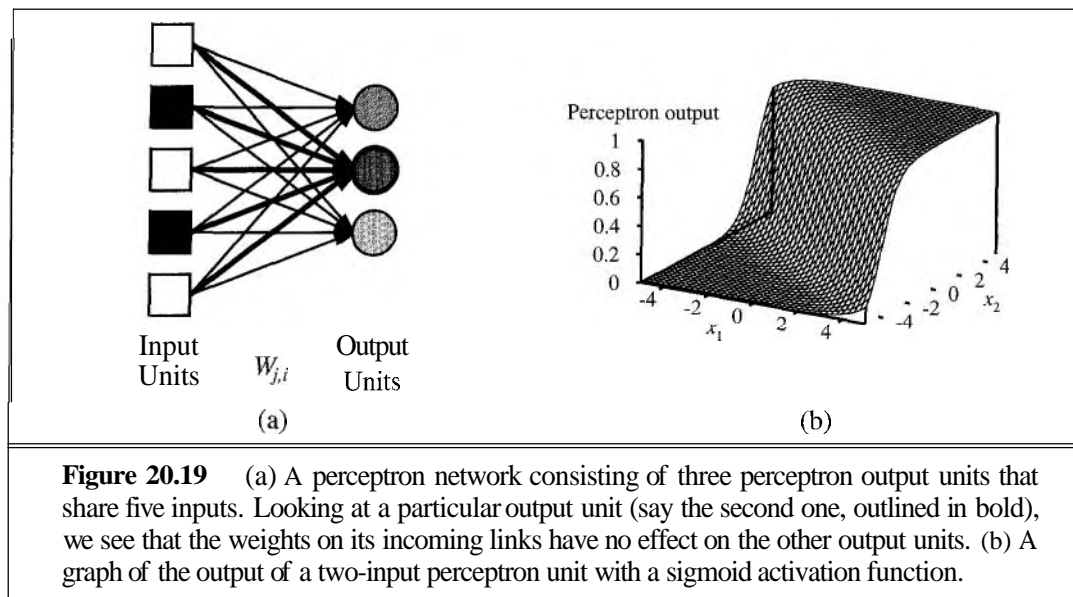 Perceptron output
1
0.8
0.6
0.4
0.2
0
-4
-2
0
2
4
x1
-4
-2
0
2
4
x2
Input
Units
Wj,i
Output
Units
(a)
(b)
Figure 20.19 (a) A perceptron network consisting of three perceptron output units that
share five inputs. Looking at a particular output unit (say the second one, outlined in bold),
we see that the weights on its incoming links have no effect on the other output units. (b) A
graph of the output of a two-input perceptron unit with a sigmoid activation function.